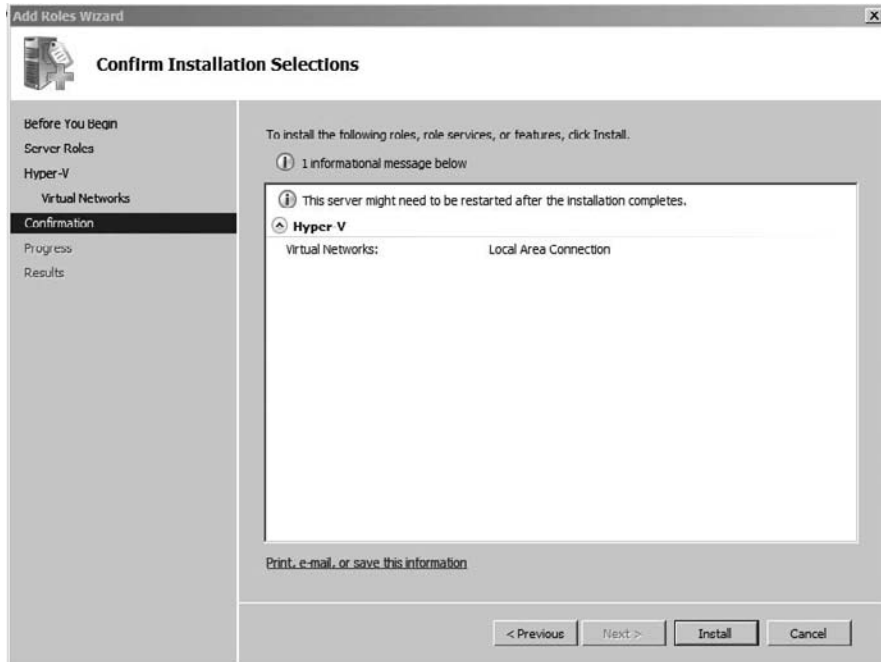 Add Roles Wizard
Confirm Installation Selections
Before You Begin
Server Roles
Hyper-V
Virtual Networks
Confirmation
Progress
Results
To install the following roles, role services, or features, click Install.
1 informational message below
This server might need to be restarted after the installation completes.
Hyper-V
Virtual Networks: Local Area Connection
Print, e-mail, or save this information
< Previous Next > Install Cancel